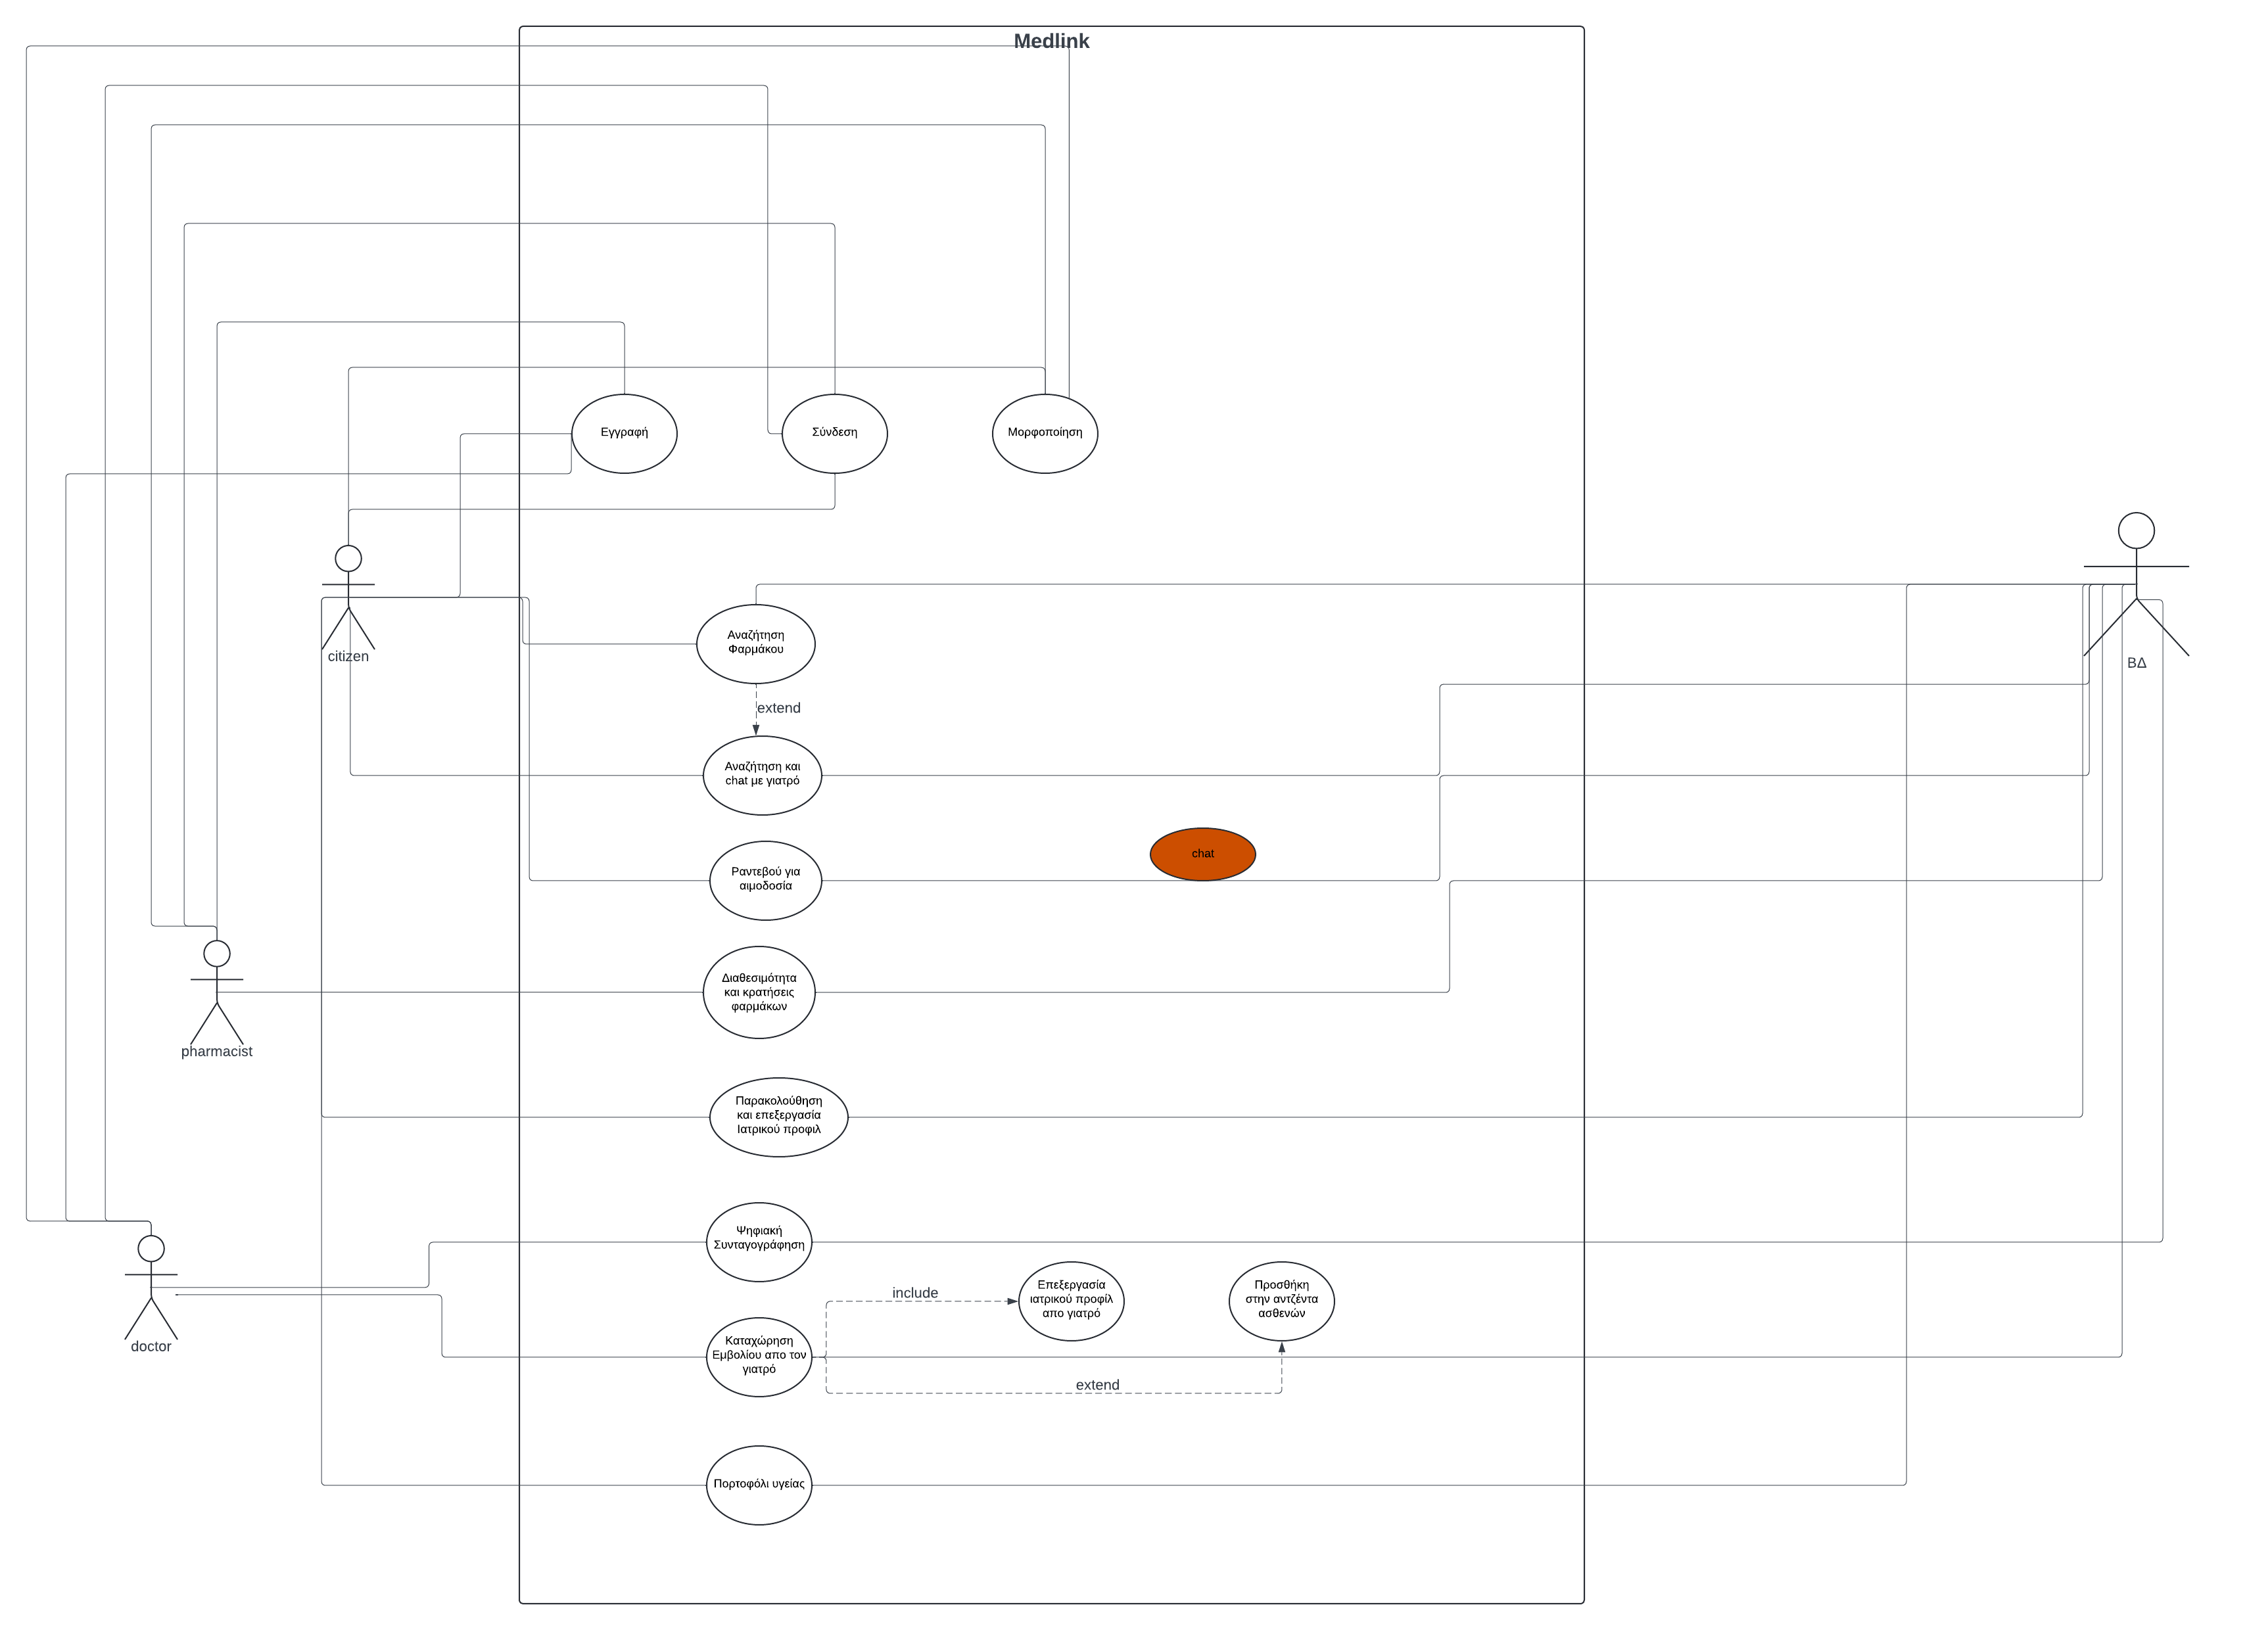 Medlink
Εγγραφή
Σύνδεση
Μορφοποίηση
citizen
Αναζήτηση
Φαρμάκου
ΒΔ
extend
Αναζήτηση και
chat με γιατρό
chat
Ραντεβού για
αιμοδοσία
Διαθεσιμότητα
και κρατήσεις
φαρμάκων
pharmacist
Παρακολούθηση
και επεξεργασία
Ιατρικού προφιλ
Ψηφιακή
Συνταγογράφηση
include
Επεξεργασία
ιατρικού προφίλ
απο γιατρό
Προσθήκη
στην αντζέντα
ασθενών
doctor
Καταχώρηση
Εμβολίου απο τον
γιατρό
extend
Πορτοφόλι υγείας